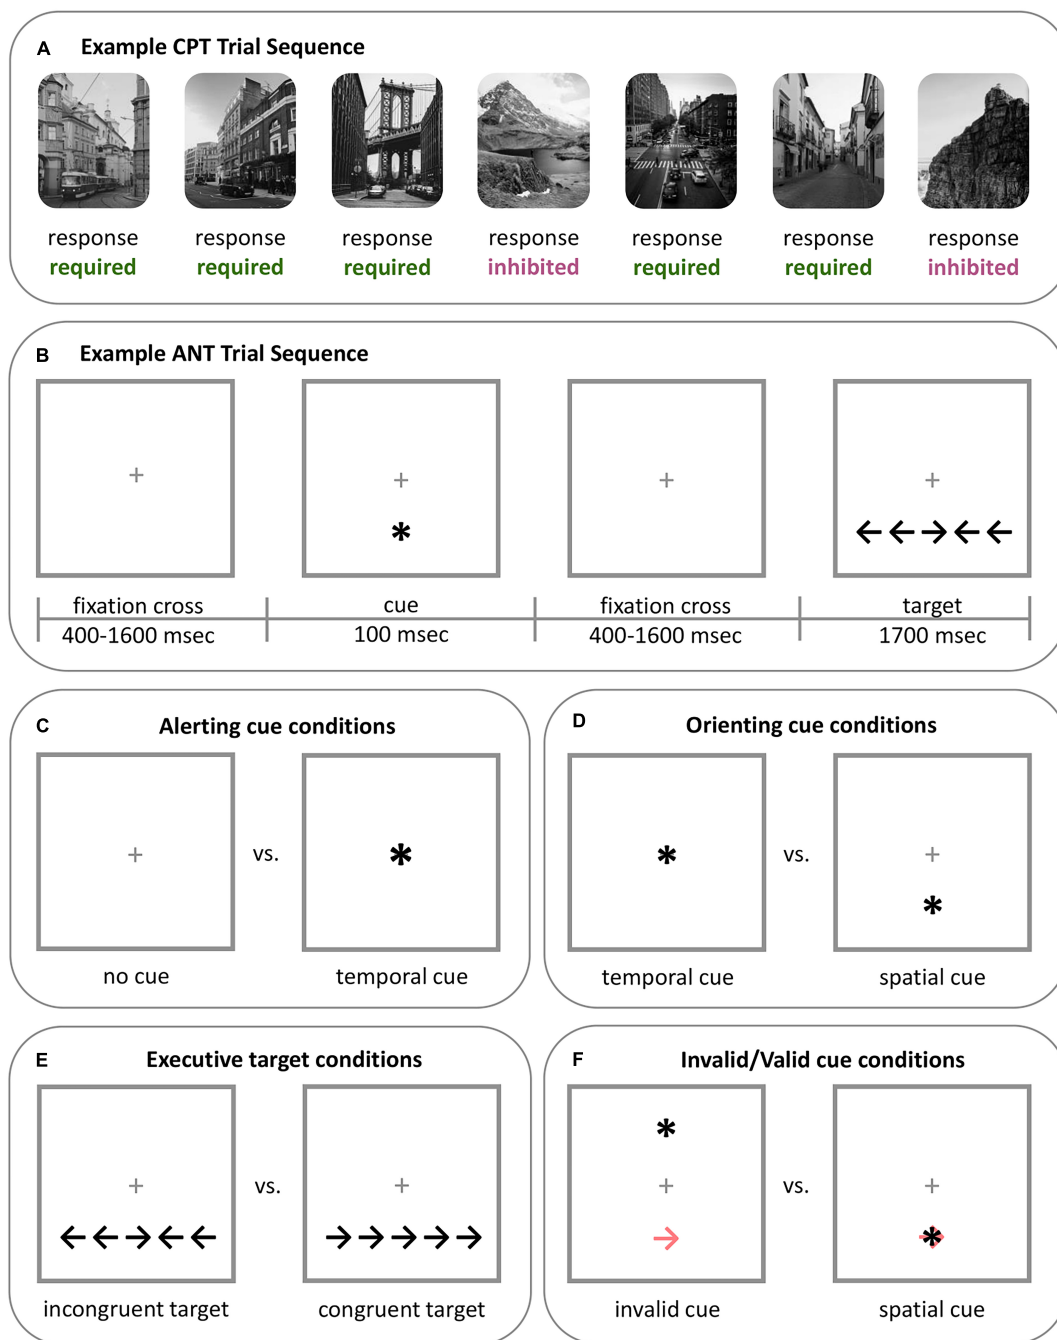 A Example CPT Trial Sequence
response response response response response response response
required required required inhibited required required inhibited
B Example ANT Trial Sequence
+ + + +
*
← ← → ← ←
fixation cross cue fixation cross target
400-1600 msec 100 msec 400-1600 msec 1700 msec
C Alerting cue conditions
+ vs. *
no cue temporal cue
D Orienting cue conditions
* vs. +
*
temporal cue spatial cue
E Executive target conditions
+ vs. +
← ← → ← ← → → → → →
incongruent target congruent target
F Invalid/Valid cue conditions
*
+ vs. +
→ *
invalid cue spatial cue